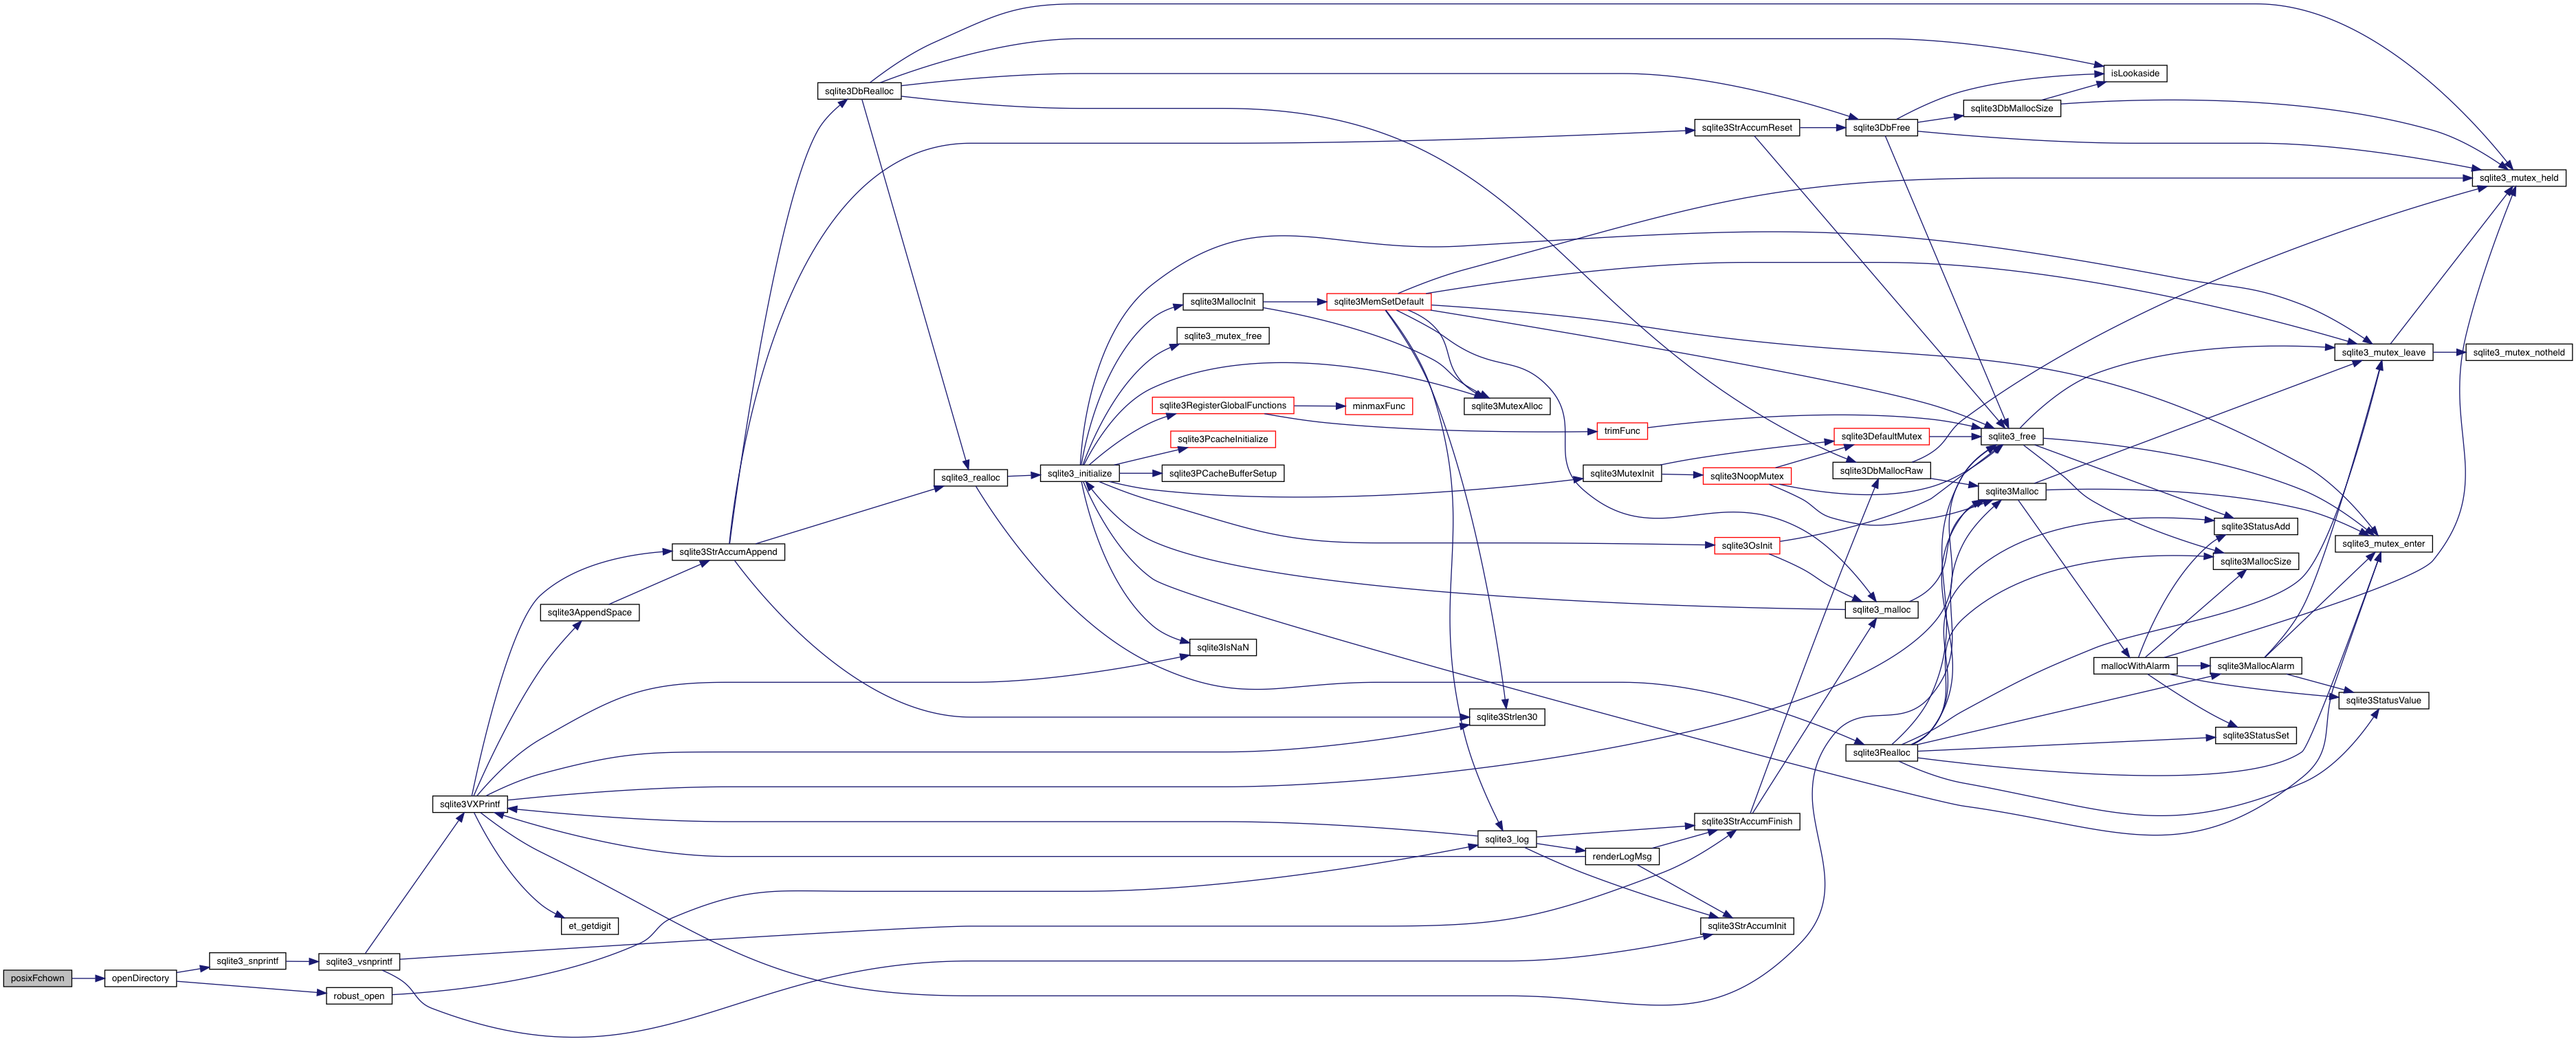 posixFchown
openDirectory
sqlite3_snprintf
robust_open
sqlite3_vsnprintf
sqlite3VXPrintf
et_getdigit
sqlite3AppendSpace
sqlite3StrAccumAppend
sqlite3DbRealloc
sqlite3_realloc
sqlite3_initialize
sqlite3MallocInit
sqlite3_mutex_free
sqlite3RegisterGlobalFunctions
sqlite3PcacheInitialize
sqlite3PCacheBufferSetup
sqlite3IsNaN
sqlite3MemSetDefault
minmaxFunc
sqlite3MutexAlloc
sqlite3Strlen30
sqlite3_log
sqlite3MutexInit
trimFunc
renderLogMsg
sqlite3StrAccumReset
sqlite3NoopMutex
sqlite3OsInit
sqlite3StrAccumFinish
sqlite3StrAccumInit
sqlite3DbFree
sqlite3DefaultMutex
sqlite3DbMallocRaw
sqlite3_malloc
sqlite3Realloc
sqlite3DbMallocSize
sqlite3_free
sqlite3Malloc
isLookaside
mallocWithAlarm
sqlite3StatusAdd
sqlite3MallocSize
sqlite3MallocAlarm
sqlite3StatusSet
sqlite3_mutex_leave
sqlite3_mutex_enter
sqlite3StatusValue
sqlite3_mutex_held
sqlite3_mutex_notheld